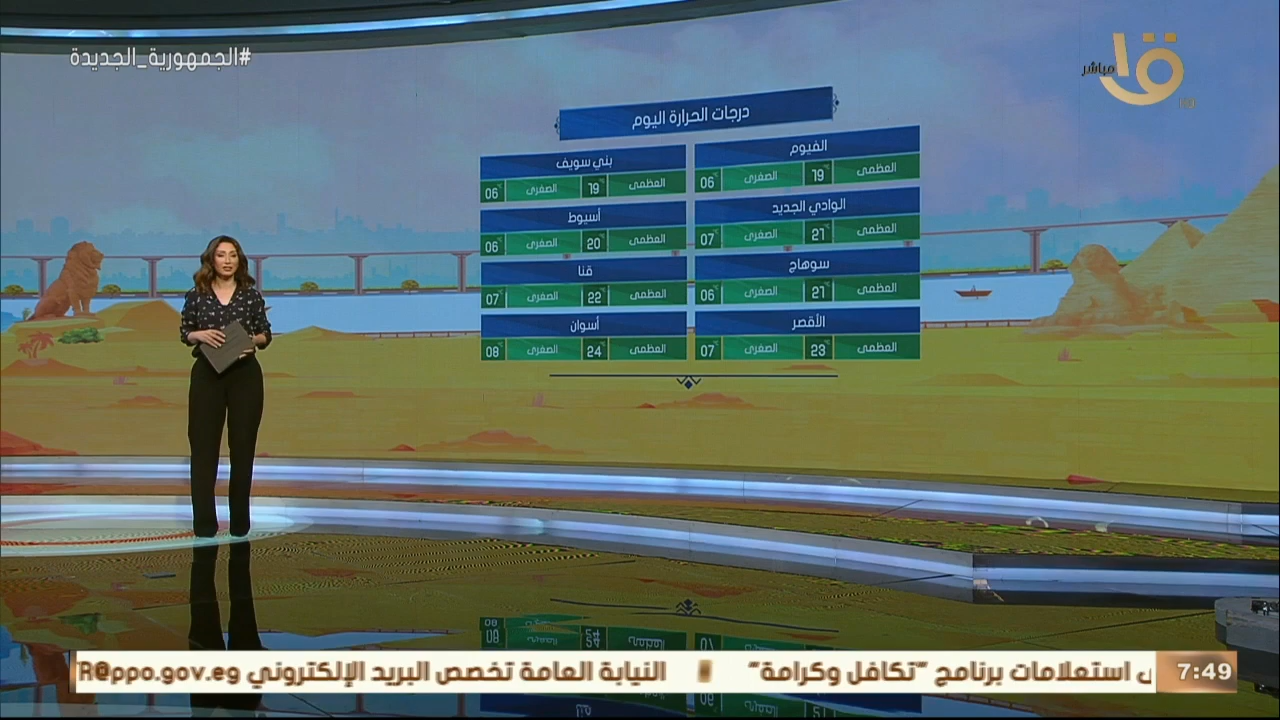 #الجمهورية_الجديدة
مباشر
درجات الحرارة اليوم
الفيوم
العظمى 19 الصغرى 06
بني سويف
العظمى 19 الصغرى 06
الوادي الجديد
العظمى 21 الصغرى 07
أسيوط
العظمى 20 الصغرى 06
سوهاج
العظمى 21 الصغرى 06
قنا
العظمى 22 الصغرى 07
الأقصر
العظمى 23 الصغرى 07
أسوان
العظمى 24 الصغرى 08
7:49 استعلامات برنامج "تكافل وكرامة" النيابة العامة تخصص البريد الإلكتروني R@ppo.gov.eg